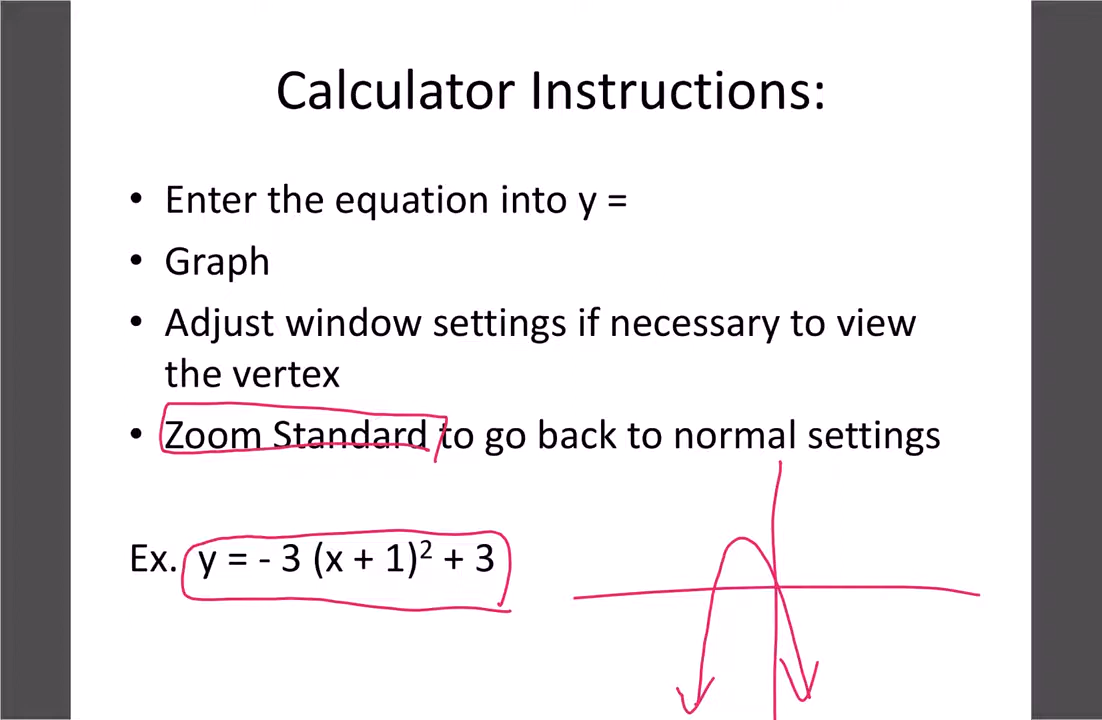 Calculator Instructions:
• Enter the equation into y =
• Graph
• Adjust window settings if necessary to view
the vertex
• Zoom Standard to go back to normal settings
Ex. y = - 3 (x + 1)² + 3